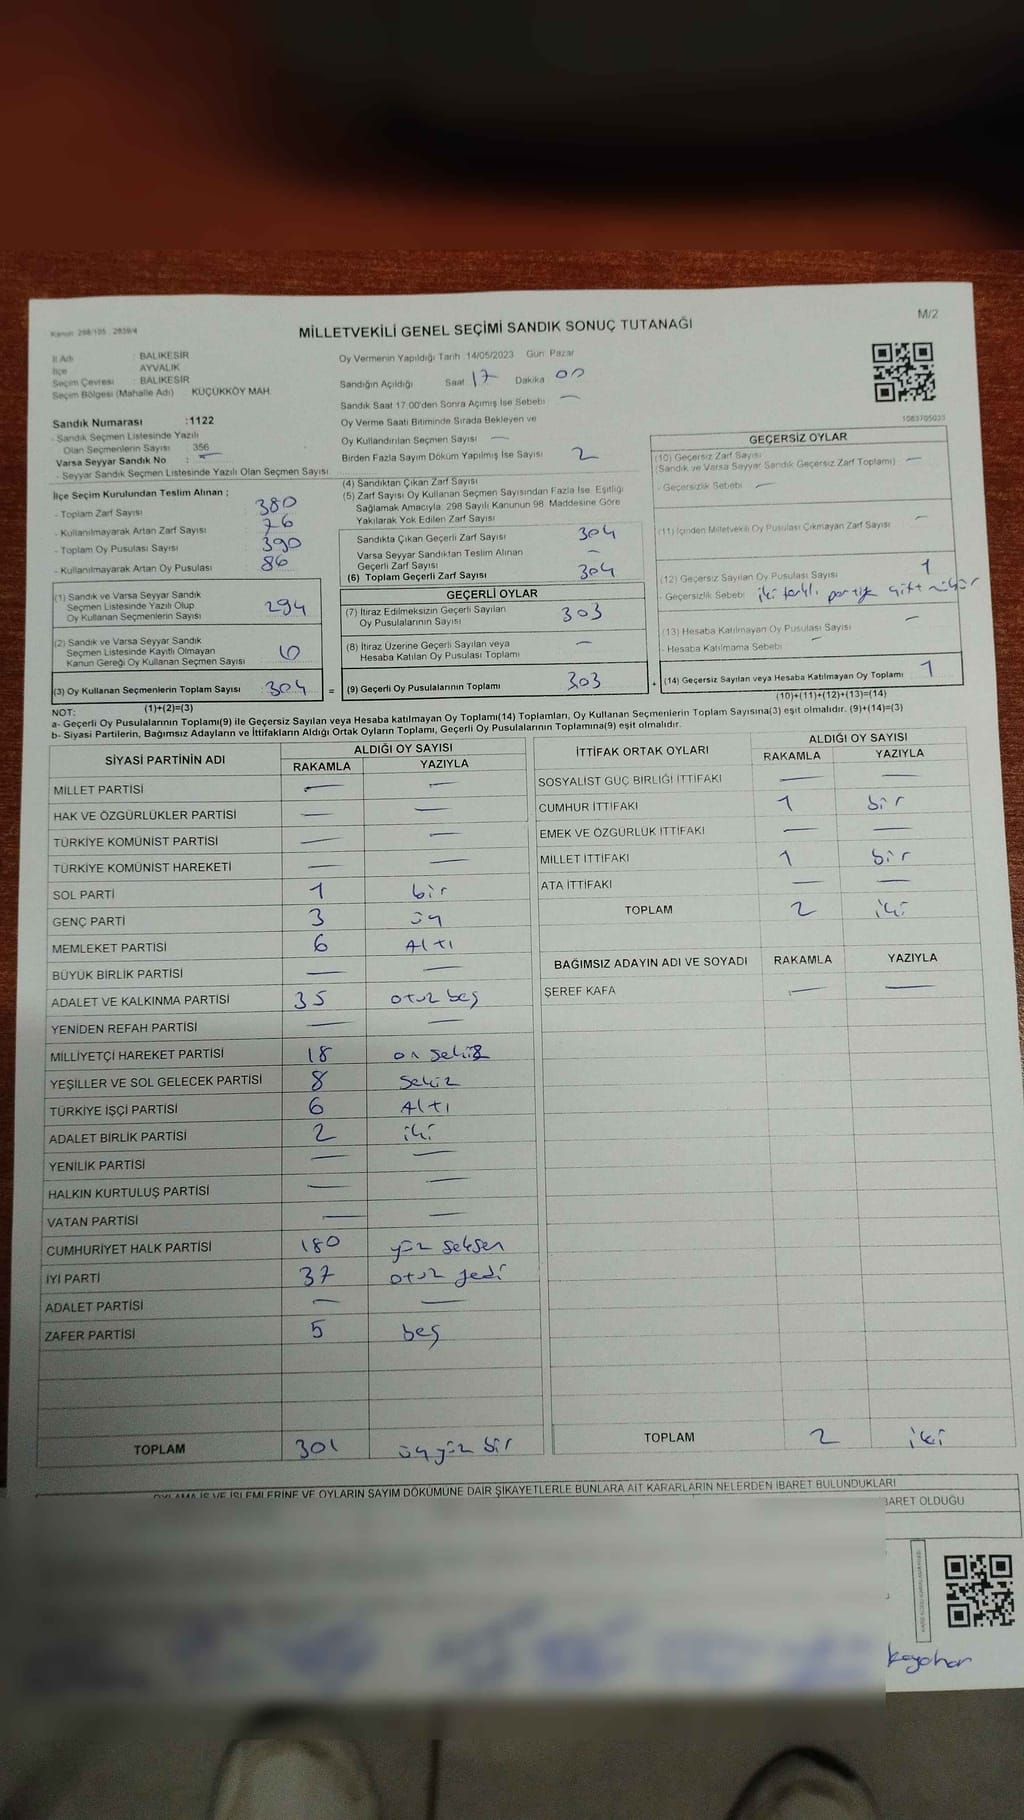 Kanun: 298/105 , 2839/4
MİLLETVEKİLİ GENEL SEÇİMİ SANDIK SONUÇ TUTANAĞI
M/2
İl Adı : BALIKESİR
İlçe : AYVALIK
Seçim Çevresi : BALIKESİR
Seçim Bölgesi (Mahalle Adı) KÜÇÜKKÖY MAH.
Oy Vermenin Yapıldığı Tarih :14/05/2023 Gün: Pazar
Sandığın Açıldığı Saat 17 Dakika 00
Sandık Saat 17.00'den Sonra Açılmış İse Sebebi: —
Oy Verme Saati Bitiminde Sırada Bekleyen ve
Oy Kullandırılan Seçmen Sayısı —
Birden Fazla Sayım Döküm Yapılmış İse Sayısı 2
1083705035
Sandık Numarası :1122
- Sandık Seçmen Listesinde Yazılı
Olan Seçmenlerin Sayısı : 356
Varsa Seyyar Sandık No : —
- Seyyar Sandık Seçmen Listesinde Yazılı Olan Seçmen Sayısı:
İlçe Seçim Kurulundan Teslim Alınan ;
- Toplam Zarf Sayısı : 380
- Kullanılmayarak Artan Zarf Sayısı : 76
- Toplam Oy Pusulası Sayısı : 390
- Kullanılmayarak Artan Oy Pusulası : 86
(1) Sandık ve Varsa Seyyar Sandık
Seçmen Listesinde Yazılı Olup
Oy Kullanan Seçmenlerin Sayısı : 294
(2) Sandık ve Varsa Seyyar Sandık
Seçmen Listesinde Kayıtlı Olmayan
Kanun Gereği Oy Kullanan Seçmen Sayısı
(3) Oy Kullanan Seçmenlerin Toplam Sayısı : 304 =
(1)+(2)=(3)
(4) Sandıktan Çıkan Zarf Sayısı
(5) Zarf Sayısı Oy Kullanan Seçmen Sayısından Fazla İse, Eşitliği
Sağlamak Amacıyla; 298 Sayılı Kanunun 98. Maddesine Göre
Yakılarak Yok Edilen Zarf Sayısı
Sandıkta Çıkan Geçerli Zarf Sayısı 304
Varsa Seyyar Sandıktan Teslim Alınan
Geçerli Zarf Sayısı —
(6) Toplam Geçerli Zarf Sayısı 304
GEÇERLİ OYLAR
(7) İtiraz Edilmeksizin Geçerli Sayılan
Oy Pusulalarının Sayısı 303
(8) İtiraz Üzerine Geçerli Sayılan veya
Hesaba Katılan Oy Pusulası Toplamı —
(9) Geçerli Oy Pusulalarının Toplamı 303 +
GEÇERSİZ OYLAR
(10) Geçersiz Zarf Sayısı
(Sandık ve Varsa Seyyar Sandık Geçersiz Zarf Toplamı) —
- Geçersizlik Sebebi: —
(11) İçinden Milletvekili Oy Pusulası Çıkmayan Zarf Sayısı —
(12) Geçersiz Sayılan Oy Pusulası Sayısı 1
- Geçersizlik Sebebi: iki farklı partiye
(13) Hesaba Katılmayan Oy Pusulası Sayısı —
- Hesaba Katılmama Sebebi —
(14) Geçersiz Sayılan veya Hesaba Katılmayan Oy Toplamı 1
(10)+(11)+(12)+(13)=(14)
NOT:
a- Geçerli Oy Pusulalarının Toplamı(9) ile Geçersiz Sayılan veya Hesaba katılmayan Oy Toplamı(14) Toplamları, Oy Kullanan Seçmenlerin Toplam Sayısına(3) eşit olmalıdır. (9)+(14)=(3)
b- Siyasi Partilerin, Bağımsız Adayların ve İttifakların Aldığı Ortak Oyların Toplamı, Geçerli Oy Pusulalarının Toplamına(9) eşit olmalıdır.
SİYASİ PARTİNİN ADI ALDIĞI OY SAYISI
RAKAMLA YAZIYLA
MİLLET PARTİSİ — —
HAK VE ÖZGÜRLÜKLER PARTİSİ — —
TÜRKİYE KOMÜNİST PARTİSİ — —
TÜRKİYE KOMÜNİST HAREKETİ — —
SOL PARTİ 1 bir
GENÇ PARTİ 3 üç
MEMLEKET PARTİSİ 6 Altı
BÜYÜK BİRLİK PARTİSİ — —
ADALET VE KALKINMA PARTİSİ 35 otuz beş
YENİDEN REFAH PARTİSİ — —
MİLLİYETÇİ HAREKET PARTİSİ 18 on sekiz
YEŞİLLER VE SOL GELECEK PARTİSİ 8 Sekiz
TÜRKİYE İŞÇİ PARTİSİ 6 Altı
ADALET BİRLİK PARTİSİ 2 iki
YENİLİK PARTİSİ — —
HALKIN KURTULUŞ PARTİSİ — —
VATAN PARTİSİ — —
CUMHURİYET HALK PARTİSİ 180 yüz seksen
İYİ PARTİ 37 otuz yedi
ADALET PARTİSİ — —
ZAFER PARTİSİ 5 beş
TOPLAM 301 üçyüz bir
İTTİFAK ORTAK OYLARI ALDIĞI OY SAYISI
RAKAMLA YAZIYLA
SOSYALİST GÜÇ BİRLİĞİ İTTİFAKI — —
CUMHUR İTTİFAKI 1 bir
EMEK VE ÖZGÜRLÜK İTTİFAKI — —
MİLLET İTTİFAKI 1 bir
ATA İTTİFAKI — —
TOPLAM 2 iki
BAĞIMSIZ ADAYIN ADI VE SOYADI RAKAMLA YAZIYLA
ŞEREF KAFA — —
TOPLAM 2 iki
OYLAMA İŞ VE İŞLEMLERİNE VE OYLARIN SAYIM DÖKÜMÜNE DAİR ŞİKAYETLERLE BUNLARA AİT KARARLARIN NELERDEN İBARET BULUNDUKLARI
İBARET OLDUĞU